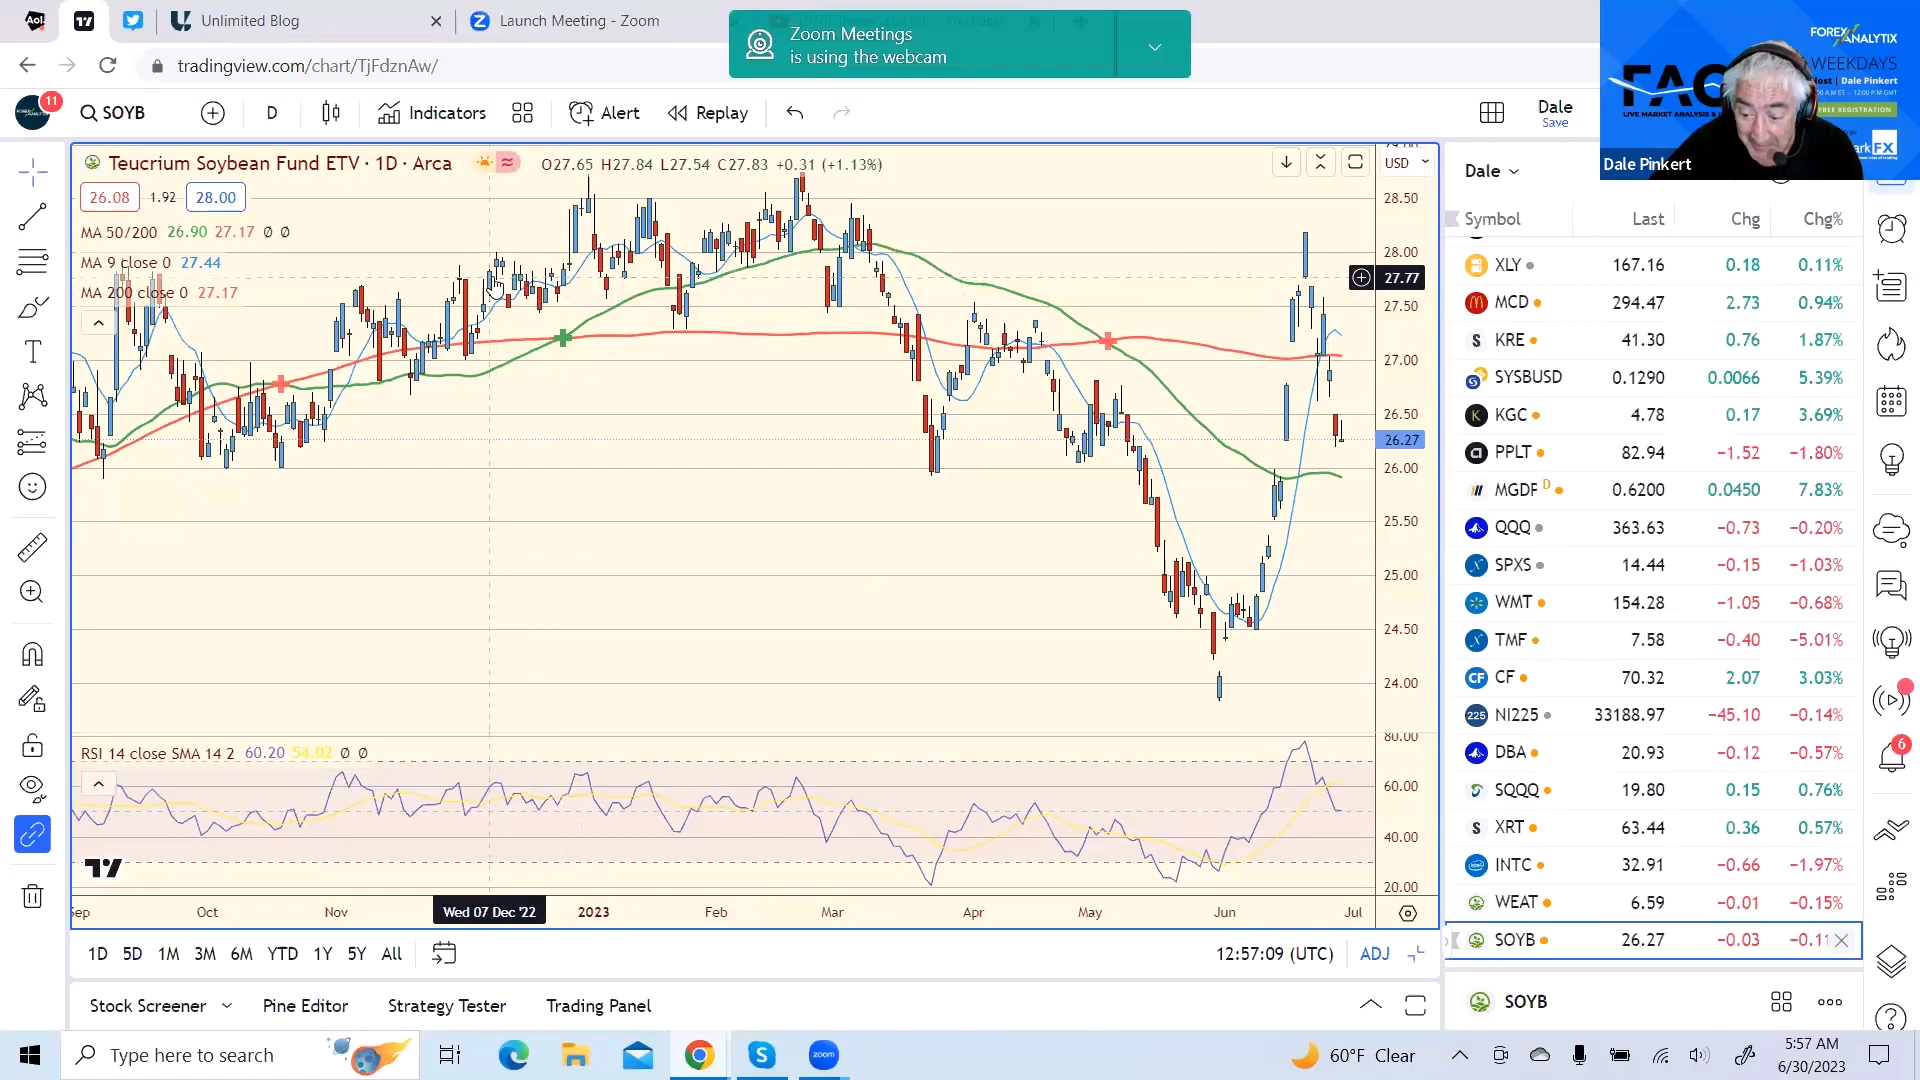 Aol.
Unlimited Blog
Launch Meeting - Zoom
Zoom Meetings
is using the webcam
tradingview.com/chart/TjFdznAw/
11
SOYB
D
Indicators
Alert
Replay
Dale
Save
FOREX ANALYTIX
WEEKDAYS
Host | Dale Pinkert
FREE REGISTRATION
Dale Pinkert
Teucrium Soybean Fund ETV · 1D · Arca
O27.65 H27.84 L27.54 C27.83 +0.31 (+1.13%)
USD
26.08 1.92 28.00
MA 50/200 26.90 27.17 Ø Ø
MA 9 close 0 27.44
MA 200 close 0 27.17
28.50
28.00
27.77
27.50
27.00
26.50
26.27
26.00
25.50
25.00
24.50
24.00
RSI 14 close SMA 14 2 60.20 54.02 Ø Ø
80.00
60.00
40.00
20.00
Sep Oct Nov Wed 07 Dec '22 2023 Feb Mar Apr May Jun Jul
1D 5D 1M 3M 6M YTD 1Y 5Y All
12:57:09 (UTC) ADJ
Stock Screener Pine Editor Strategy Tester Trading Panel
Dale
Symbol Last Chg Chg%
XLY 167.16 0.18 0.11%
MCD 294.47 2.73 0.94%
KRE 41.30 0.76 1.87%
SYSBUSD 0.1290 0.0066 5.39%
KGC 4.78 0.17 3.69%
PPLT 82.94 −1.52 −1.80%
MGDF D 0.6200 0.0450 7.83%
QQQ 363.63 −0.73 −0.20%
SPXS 14.44 −0.15 −1.03%
WMT 154.28 −1.05 −0.68%
TMF 7.58 −0.40 −5.01%
CF CF 70.32 2.07 3.03%
225 NI225 33188.97 −45.10 −0.14%
DBA 20.93 −0.12 −0.57%
SQQQ 19.80 0.15 0.76%
XRT 63.44 0.36 0.57%
INTC 32.91 −0.66 −1.97%
WEAT 6.59 −0.01 −0.15%
SOYB 26.27 −0.03
SOYB
6
Type here to search
zoom
60°F Clear
5:57 AM
6/30/2023